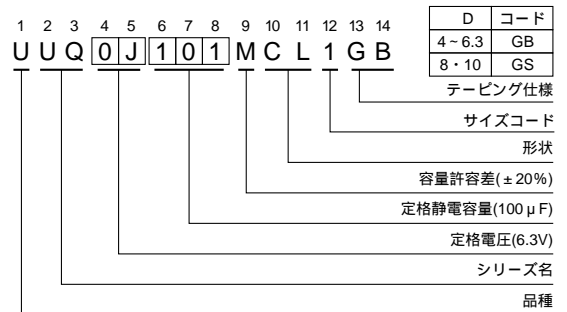 1 2 3 4 5 6 7 8 9 10 11 12 13 14
U U Q 0 J 1 0 1 M C L 1 G B
D コード
4~6.3 GB
8・10 GS
テーピング仕様
サイズコード
形状
容量許容差(±20%)
定格静電容量(100μF)
定格電圧(6.3V)
シリーズ名
品種